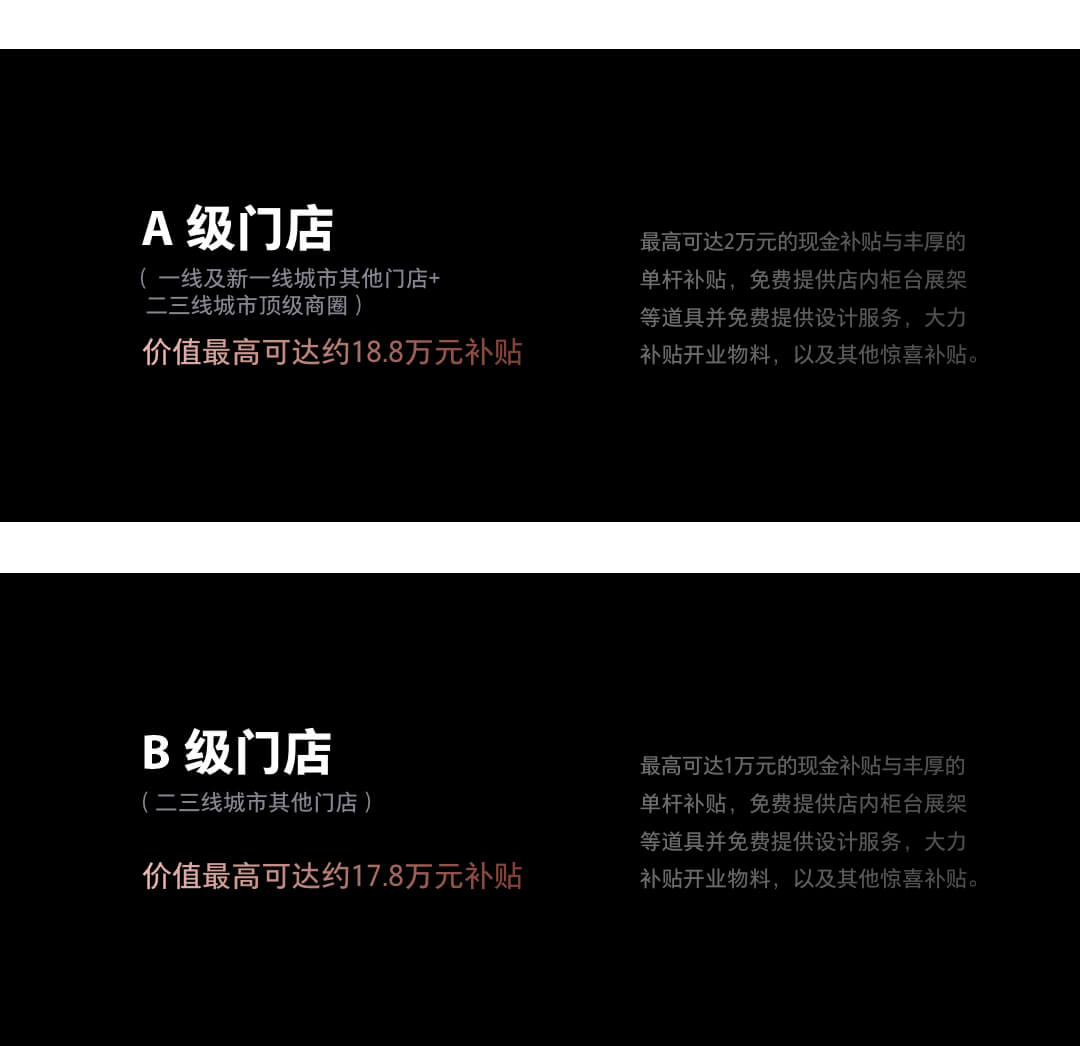 A 级门店
（ 一线及新一线城市其他门店+
二三线城市顶级商圈 ）
价值最高可达约18.8万元补贴
最高可达2万元的现金补贴与丰厚的
单杆补贴，免费提供店内柜台展架
等道具并免费提供设计服务，大力
补贴开业物料，以及其他惊喜补贴。
B 级门店
（ 二三线城市其他门店 ）
价值最高可达约17.8万元补贴
最高可达1万元的现金补贴与丰厚的
单杆补贴，免费提供店内柜台展架
等道具并免费提供设计服务，大力
补贴开业物料，以及其他惊喜补贴。